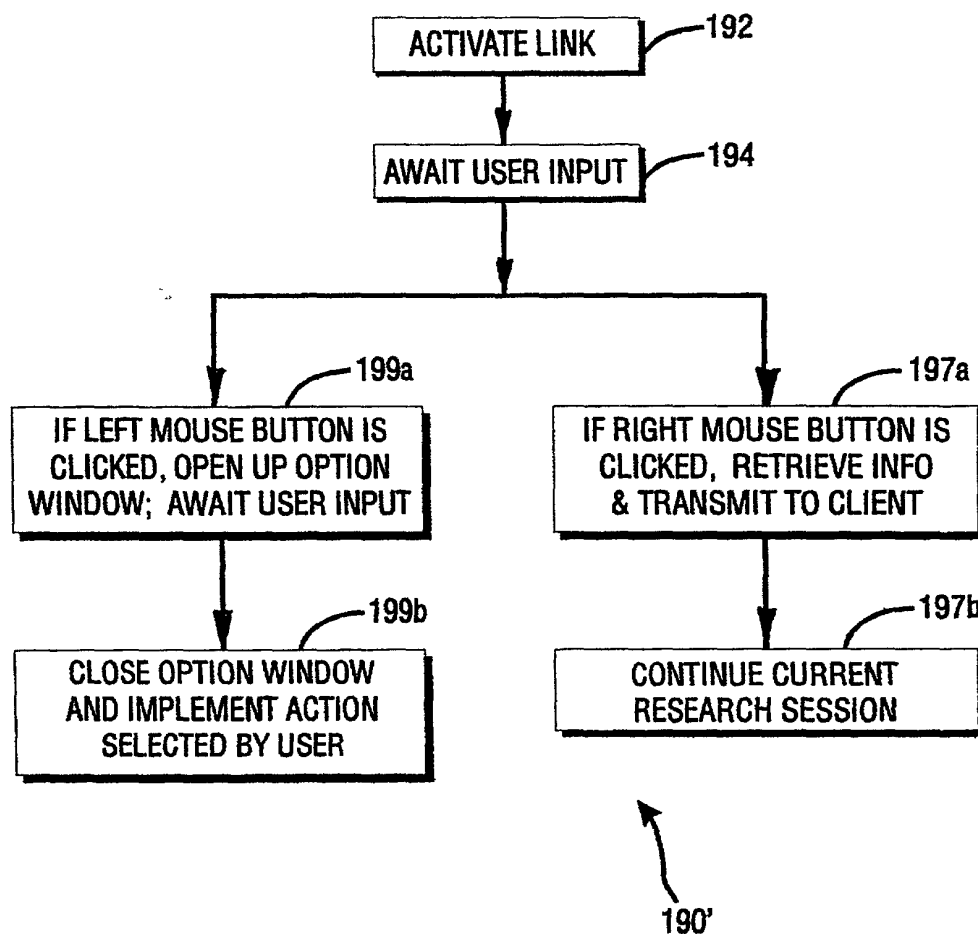 ACTIVATE LINK
192
AWAIT USER INPUT
194
199a
IF LEFT MOUSE BUTTON IS
CLICKED, OPEN UP OPTION
WINDOW; AWAIT USER INPUT
197a
IF RIGHT MOUSE BUTTON IS
CLICKED, RETRIEVE INFO
& TRANSMIT TO CLIENT
199b
CLOSE OPTION WINDOW
AND IMPLEMENT ACTION
SELECTED BY USER
197b
CONTINUE CURRENT
RESEARCH SESSION
190'